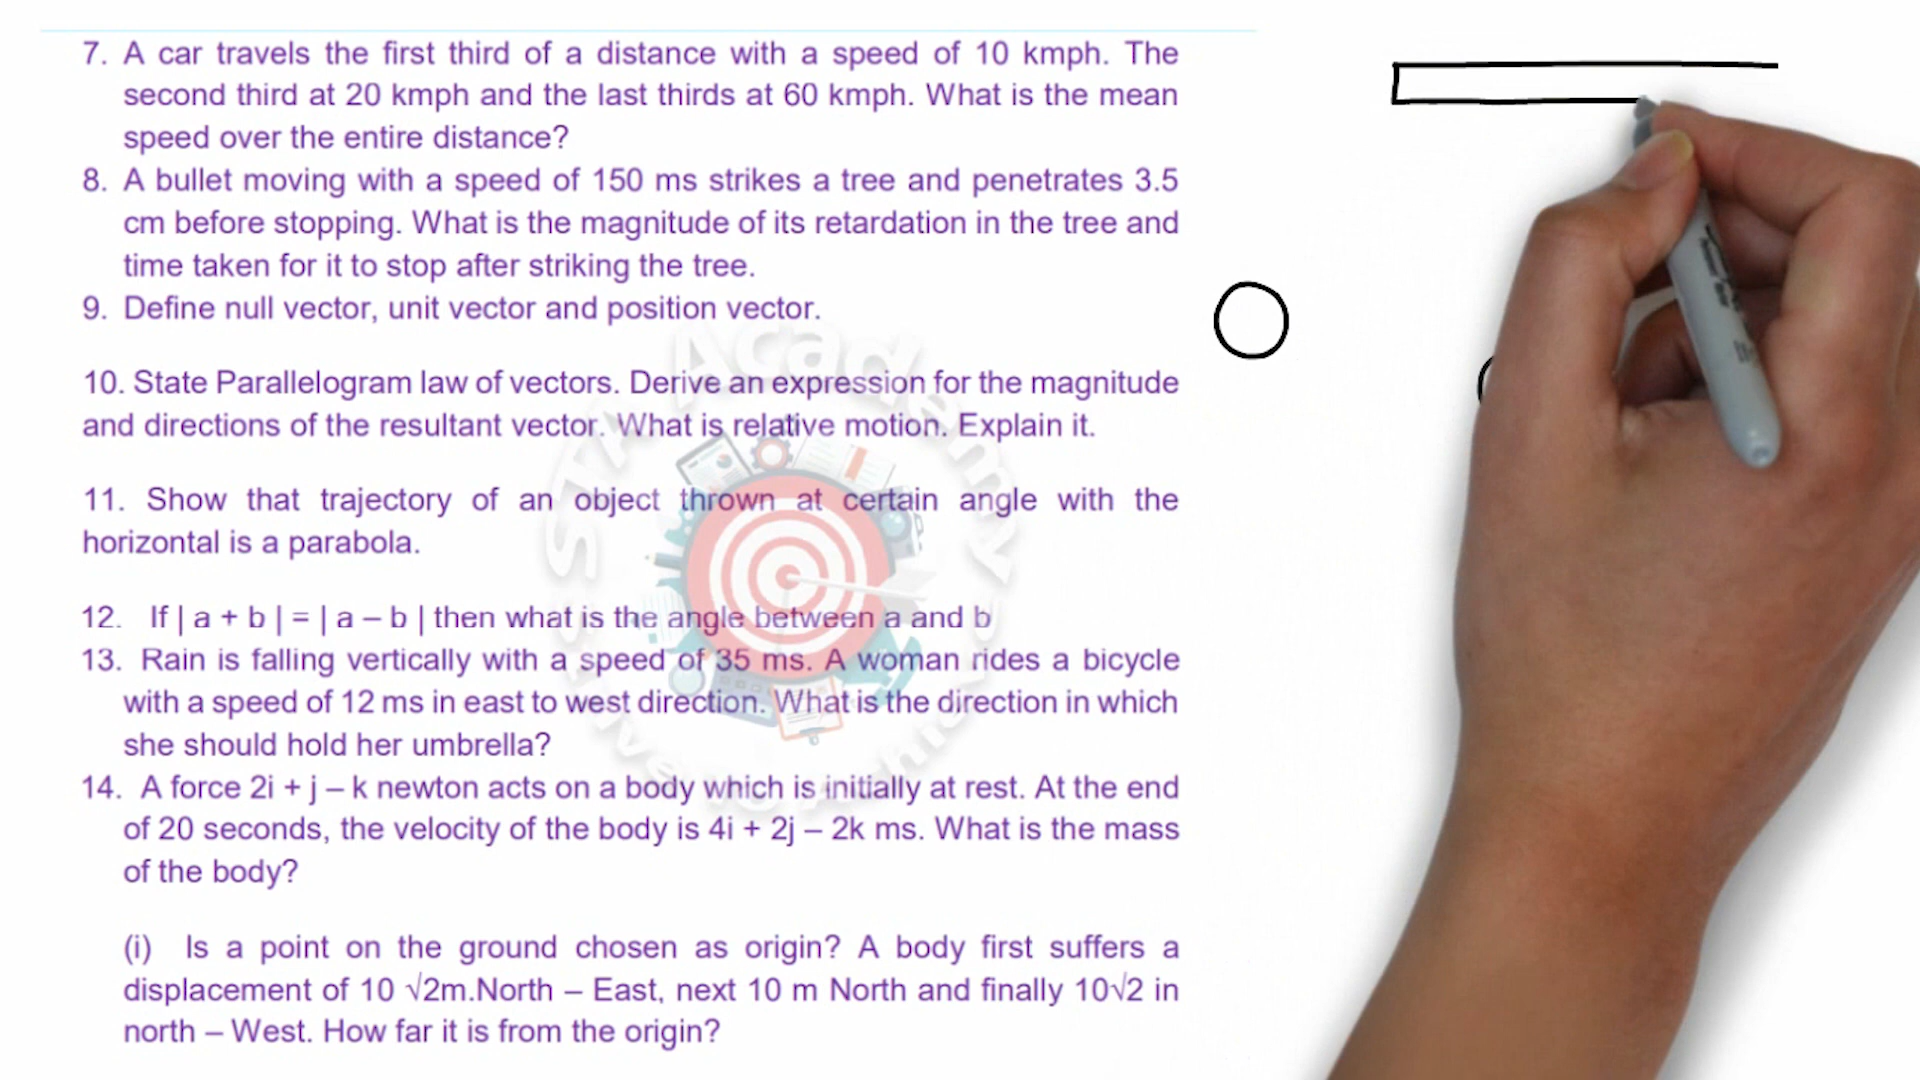 7. A car travels the first third of a distance with a speed of 10 kmph. The
second third at 20 kmph and the last thirds at 60 kmph. What is the mean
speed over the entire distance?
8. A bullet moving with a speed of 150 ms strikes a tree and penetrates 3.5
cm before stopping. What is the magnitude of its retardation in the tree and
time taken for it to stop after striking the tree.
9. Define null vector, unit vector and position vector.
10. State Parallelogram law of vectors. Derive an expression for the magnitude
and directions of the resultant vector. What is relative motion. Explain it.
11. Show that trajectory of an object thrown at certain angle with the
horizontal is a parabola.
12. If | a + b | = | a – b | then what is the angle between a and b
13. Rain is falling vertically with a speed of 35 ms. A woman rides a bicycle
with a speed of 12 ms in east to west direction. What is the direction in which
she should hold her umbrella?
14. A force 2i + j – k newton acts on a body which is initially at rest. At the end
of 20 seconds, the velocity of the body is 4i + 2j – 2k ms. What is the mass
of the body?
(i) Is a point on the ground chosen as origin? A body first suffers a
displacement of 10 √2m.North – East, next 10 m North and finally 10√2 in
north – West. How far it is from the origin?
Academy